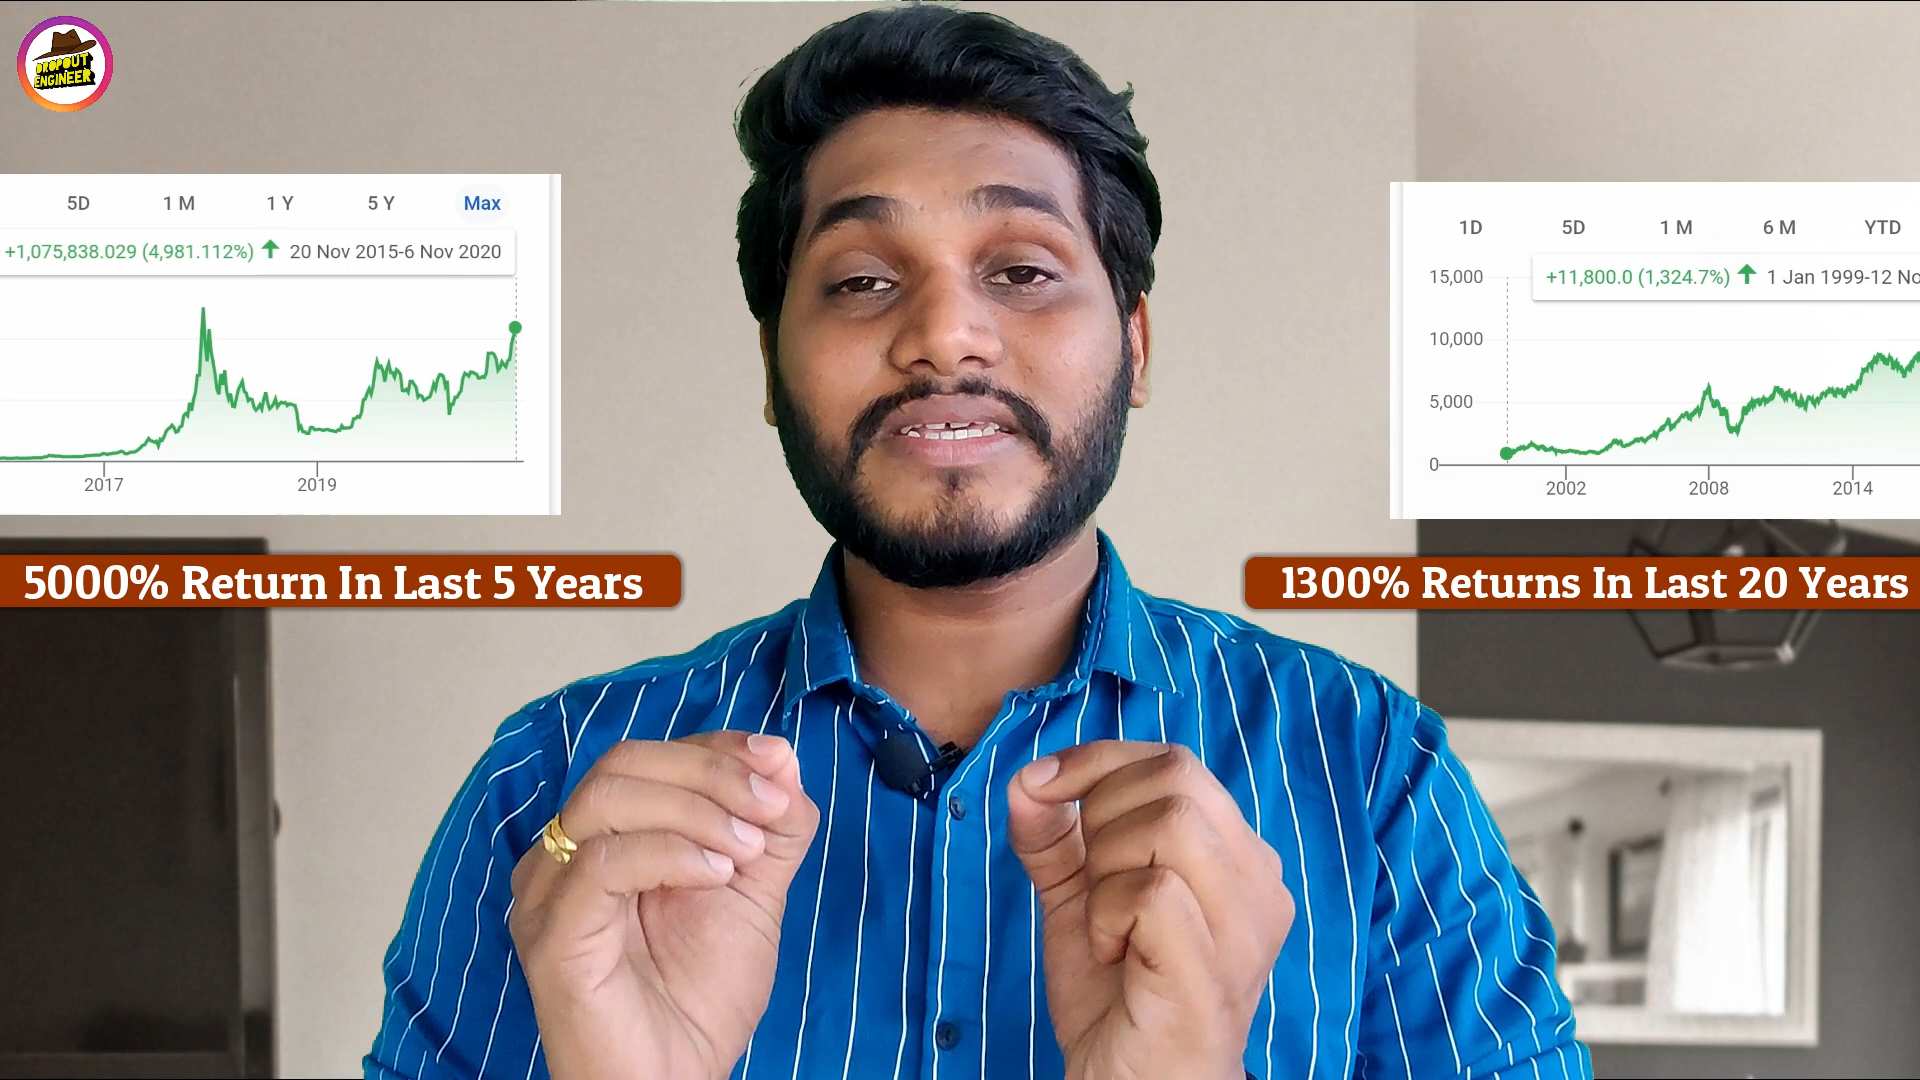 DROPOUT
ENGINEER
5D 1 M 1 Y 5 Y Max
+1,075,838.029 (4,981.112%) 20 Nov 2015-6 Nov 2020
2017 2019
5000% Return In Last 5 Years
1D 5D 1 M 6 M YTD
15,000
+11,800.0 (1,324.7%) 1 Jan 1999-12 No
10,000
5,000
0
2002 2008 2014
1300% Returns In Last 20 Years